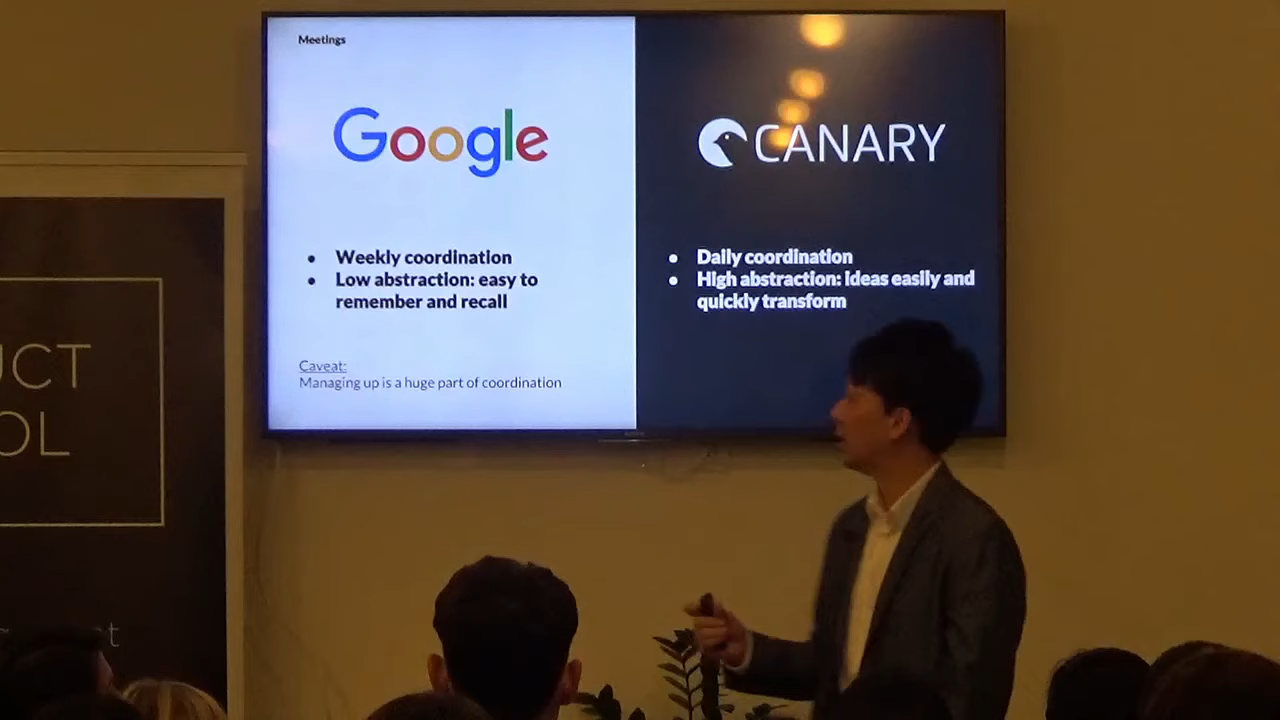 Meetings
Google
• Weekly coordination
• Low abstraction: easy to
remember and recall
Caveat:
Managing up is a huge part of coordination
CANARY
• Daily coordination
• High abstraction: ideas easily and
quickly transform
UCT
OL